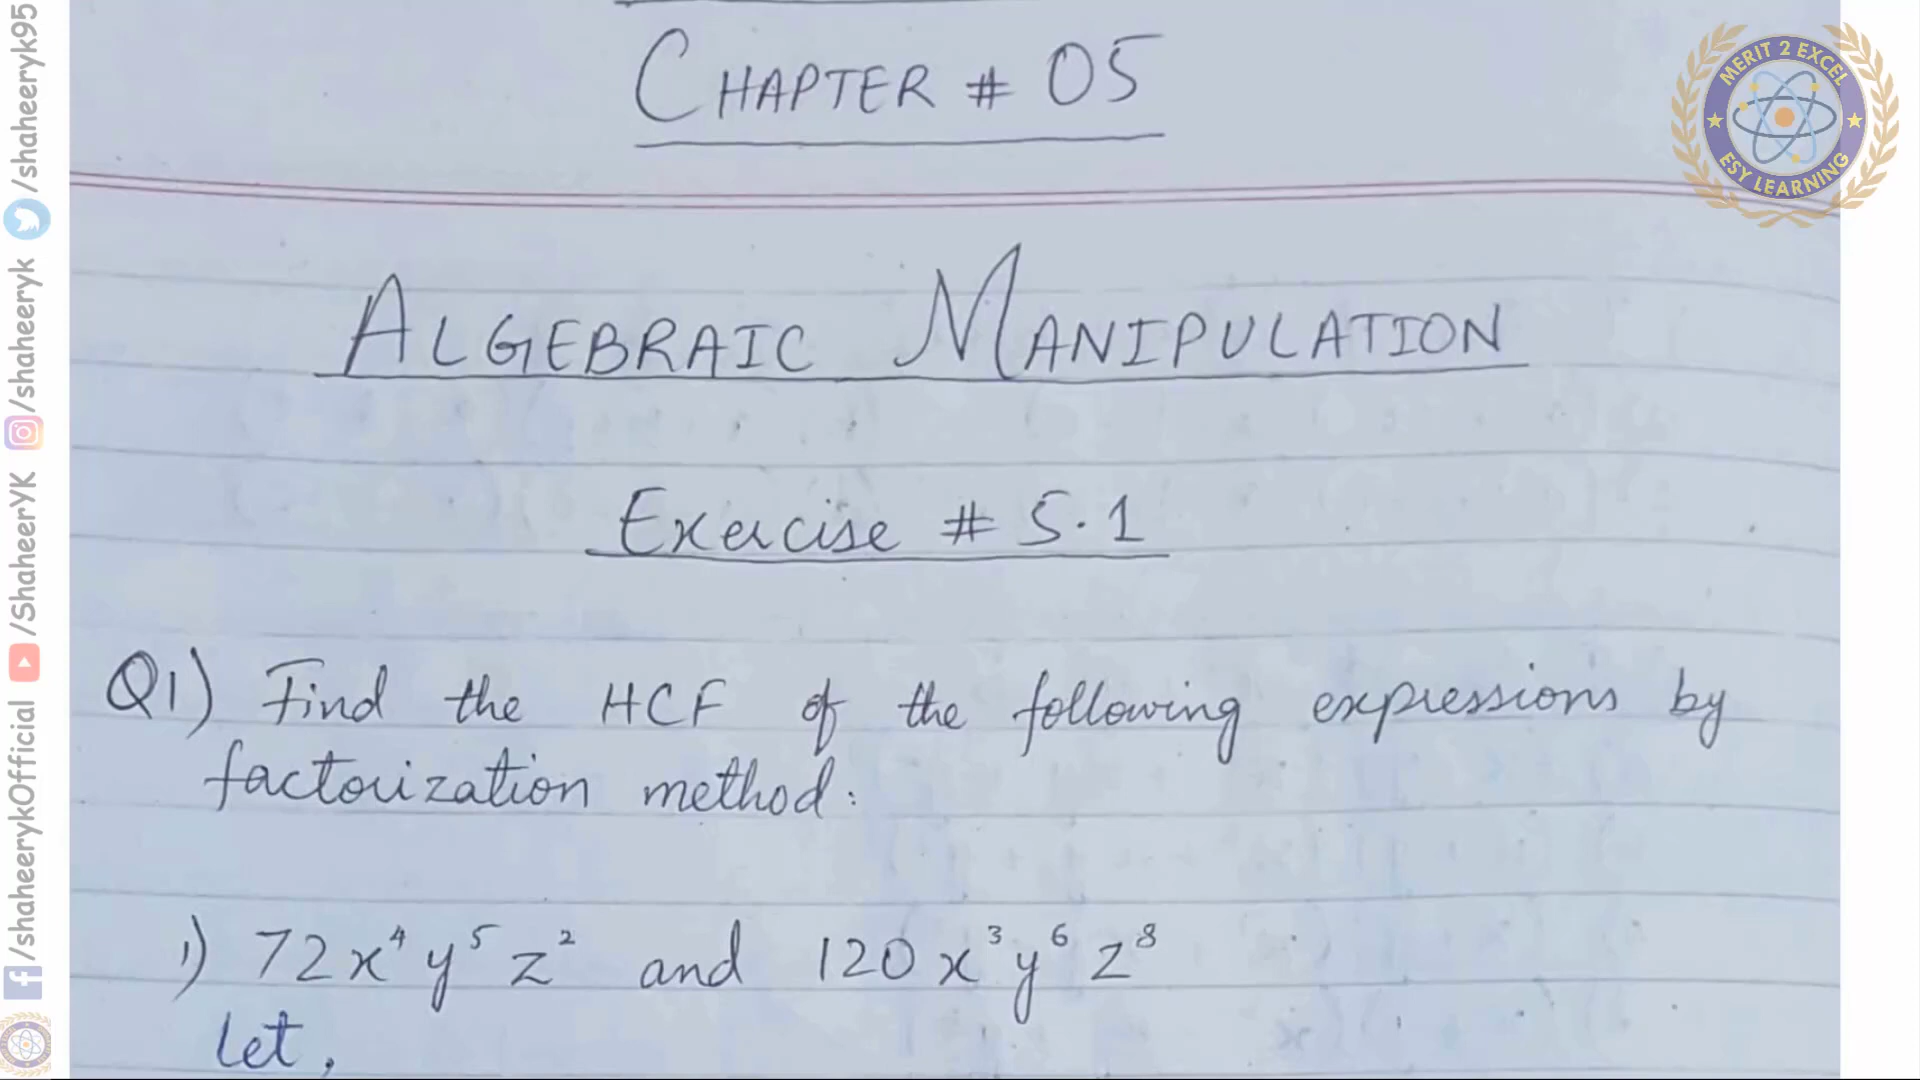 CHAPTER # 05
ALGEBRAIC MANIPULATION
Exercise # 5.1
Q1) Find the HCF of the following expressions by
factorization method:
1) 72x⁴y⁵z² and 120x³y⁶z⁸
Let,
MERIT 2 EXCEL
ESY LEARNING
/shaheeryk95
/shaheeryk
/ShaheerYK
/shaheerykOfficial